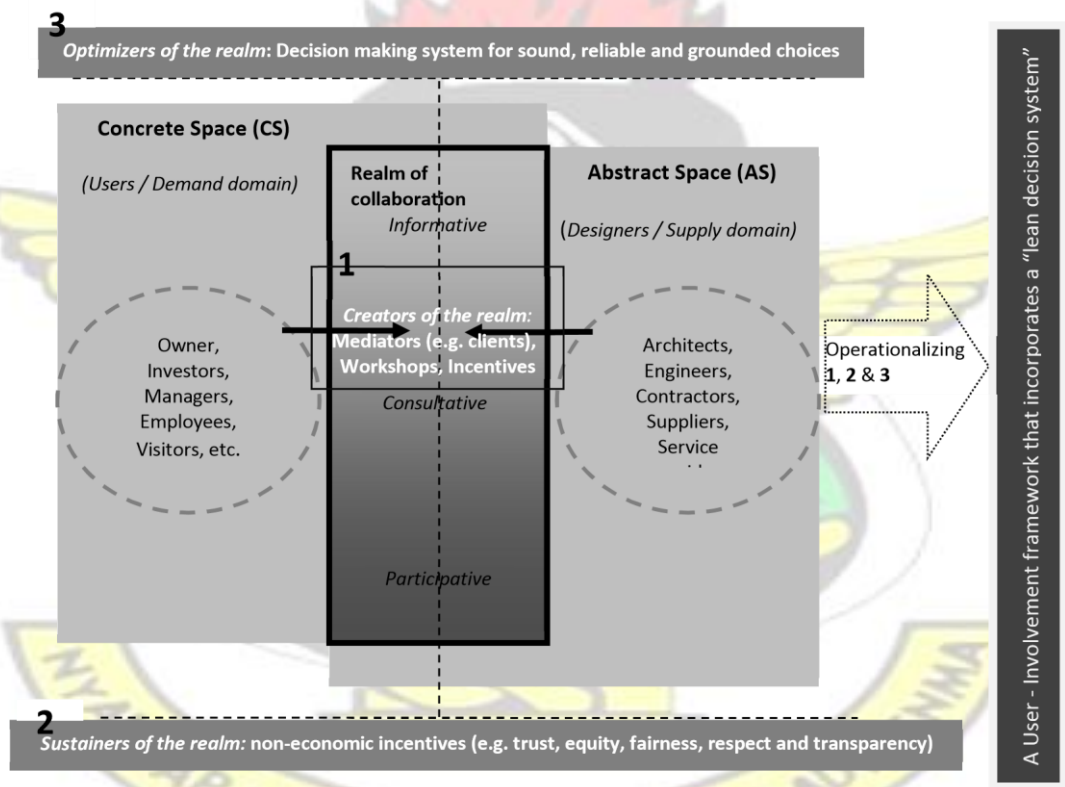 3
Optimizers of the realm: Decision making system for sound, reliable and grounded choices
Concrete Space (CS)
(Users / Demand domain)
Realm of
collaboration
Informative
Abstract Space (AS)
(Designers / Supply domain)
1
Creators of the realm:
Mediators (e.g. clients),
Workshops, Incentives
Consultative
Participative
Owner,
Investors,
Managers,
Employees,
Visitors, etc.
Architects,
Engineers,
Contractors,
Suppliers,
Service
Operationalizing
1, 2 & 3
A User - Involvement framework that incorporates a “lean decision system”
2
Sustainers of the realm: non-economic incentives (e.g. trust, equity, fairness, respect and transparency)